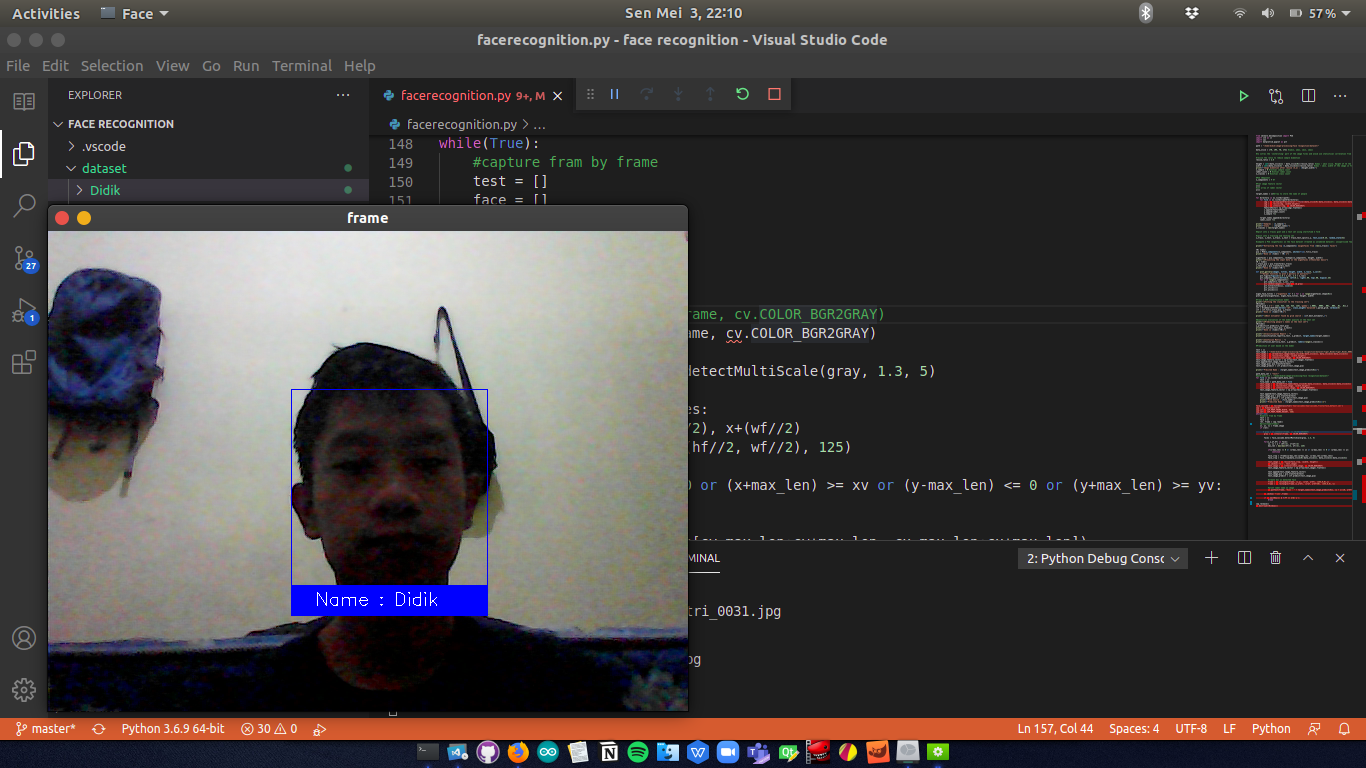 Activities Face Sen Mei 3, 22:10 57%
facerecognition.py - face recognition - Visual Studio Code
File Edit Selection View Go Run Terminal Help
EXPLORER
FACE RECOGNITION
.vscode
dataset
Didik
27
1
facerecognition.py 9+, M
facerecognition.py > ...
148 while(True):
149 #capture fram by frame
150 test = []
151 face = []
rame, cv.COLOR_BGR2GRAY)
ame, cv.COLOR_BGR2GRAY)
detectMultiScale(gray, 1.3, 5)
es:
/2), x+(wf//2)
(hf//2, wf//2), 125)
0 or (x+max_len) >= xv or (y-max_len) <= 0 or (y+max_len) >= yv:
frame
Name : Didik
MINAL
2: Python Debug Consc
tri_0031.jpg
pg
master* Python 3.6.9 64-bit 30 0 Ln 157, Col 44 Spaces: 4 UTF-8 LF Python